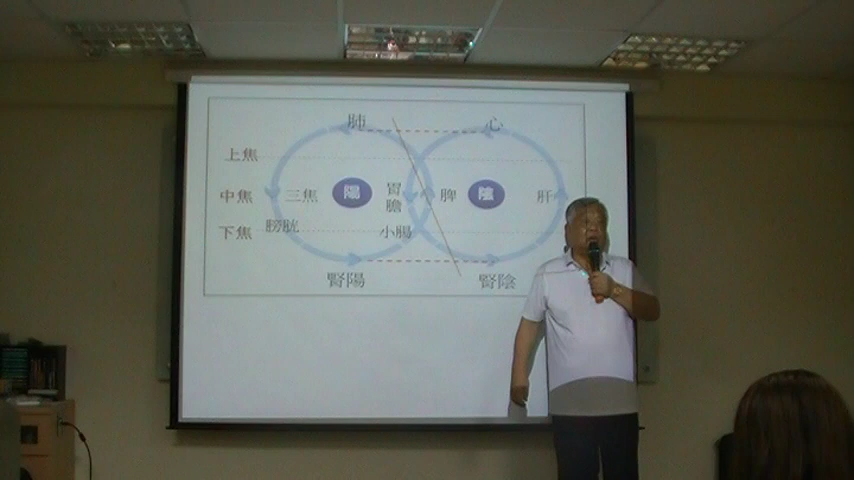 肺 心
上焦
中焦 三焦 陽 胃 脾 陰 肝
膽
下焦 膀胱 小腸
腎陽 腎陰